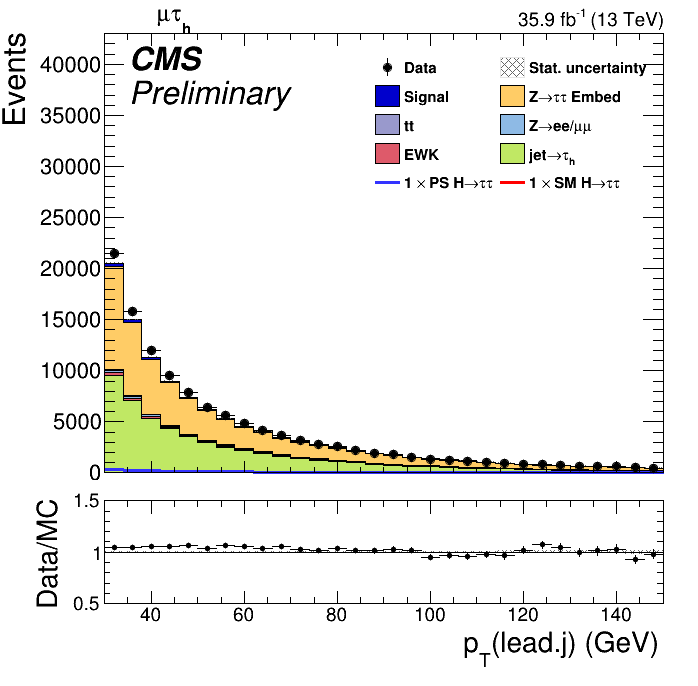 μτh
35.9 fb⁻¹ (13 TeV)
CMS
Preliminary
Data
Stat. uncertainty
Signal
Z→ττ Embed
tt
Z→ee/μμ
EWK
jet→τh
1 × PS H→ττ
1 × SM H→ττ
Events
40000
35000
30000
25000
20000
15000
10000
5000
0
Data/MC
1.5
1
0.5
40
60
80
100
120
140
pT(lead.j) (GeV)